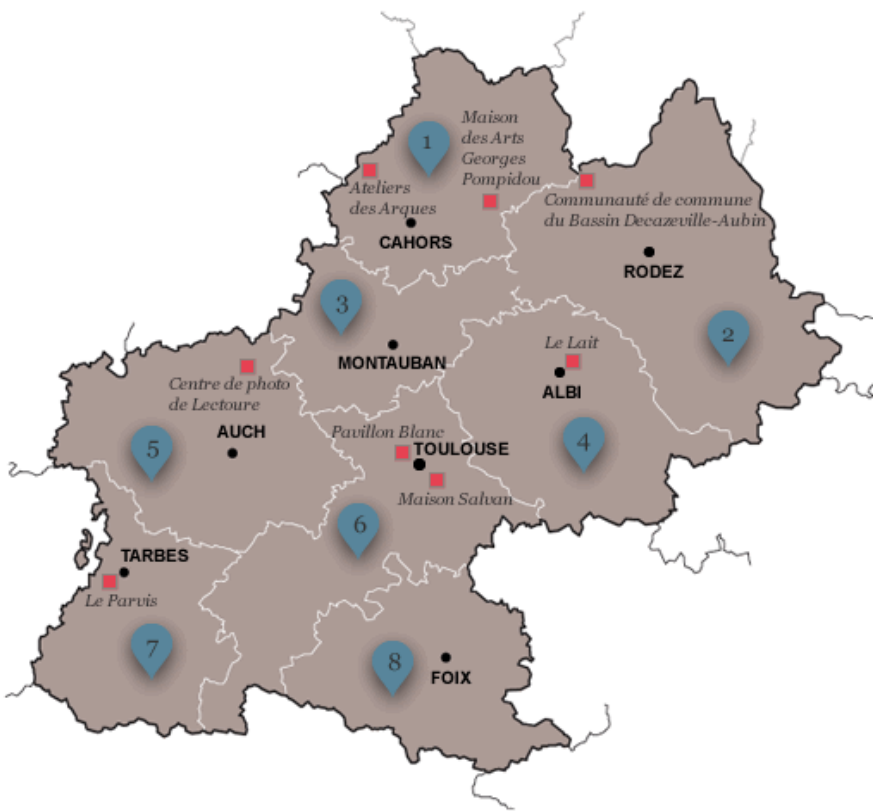 1
Maison
des Arts
Georges
Pompidou
Ateliers
des Arques
CAHORS
Communauté de commune
du Bassin Decazeville-Aubin
RODEZ
3
MONTAUBAN
2
Le Lait
ALBI
Centre de photo
de Lectoure
AUCH
5
Pavillon Blanc
TOULOUSE
Maison Salvan
4
6
TARBES
Le Parvis
7
8
FOIX